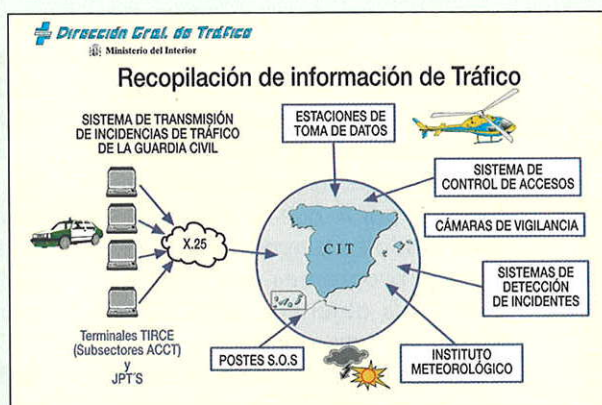 Dirección Gral. de Tráfico
Ministerio del Interior
Recopilación de información de Tráfico
SISTEMA DE TRANSMISIÓN
DE INCIDENCIAS DE TRÁFICO
DE LA GUARDIA CIVIL
ESTACIONES DE
TOMA DE DATOS
SISTEMA DE
CONTROL DE ACCESOS
CÁMARAS DE VIGILANCIA
X.25
CIT
SISTEMAS DE
DETECCIÓN DE
INCIDENTES
Terminales TIRCE
(Subsectores ACCT)
y
JPT'S
POSTES S.O.S
INSTITUTO
METEOROLÓGICO